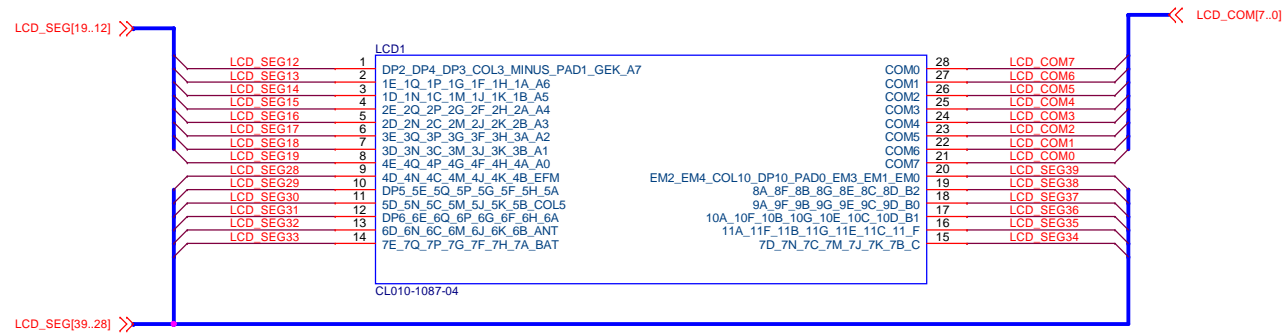 LCD_SEG[19..12]
LCD_COM[7..0]
LCD1
LCD_SEG12 1 DP2_DP4_DP3_COL3_MINUS_PAD1_GEK_A7 COM0 28 LCD_COM7
LCD_SEG13 2 1E_1Q_1P_1G_1F_1H_1A_A6 COM1 27 LCD_COM6
LCD_SEG14 3 1D_1N_1C_1M_1J_1K_1B_A5 COM2 26 LCD_COM5
LCD_SEG15 4 2E_2Q_2P_2G_2F_2H_2A_A4 COM3 25 LCD_COM4
LCD_SEG16 5 2D_2N_2C_2M_2J_2K_2B_A3 COM4 24 LCD_COM3
LCD_SEG17 6 3E_3Q_3P_3G_3F_3H_3A_A2 COM5 23 LCD_COM2
LCD_SEG18 7 3D_3N_3C_3M_3J_3K_3B_A1 COM6 22 LCD_COM1
LCD_SEG19 8 4E_4Q_4P_4G_4F_4H_4A_A0 COM7 21 LCD_COM0
LCD_SEG28 9 4D_4N_4C_4M_4J_4K_4B_EFM EM2_EM4_COL10_DP10_PAD0_EM3_EM1_EM0 20 LCD_SEG39
LCD_SEG29 10 DP5_5E_5Q_5P_5G_5F_5H_5A 8A_8F_8B_8G_8E_8C_8D_B2 19 LCD_SEG38
LCD_SEG30 11 5D_5N_5C_5M_5J_5K_5B_COL5 9A_9F_9B_9G_9E_9C_9D_B0 18 LCD_SEG37
LCD_SEG31 12 DP6_6E_6Q_6P_6G_6F_6H_6A 10A_10F_10B_10G_10E_10C_10D_B1 17 LCD_SEG36
LCD_SEG32 13 6D_6N_6C_6M_6J_6K_6B_ANT 11A_11F_11B_11G_11E_11C_11_F 16 LCD_SEG35
LCD_SEG33 14 7E_7Q_7P_7G_7F_7H_7A_BAT 7D_7N_7C_7M_7J_7K_7B_C 15 LCD_SEG34
CL010-1087-04
LCD_SEG[39..28]